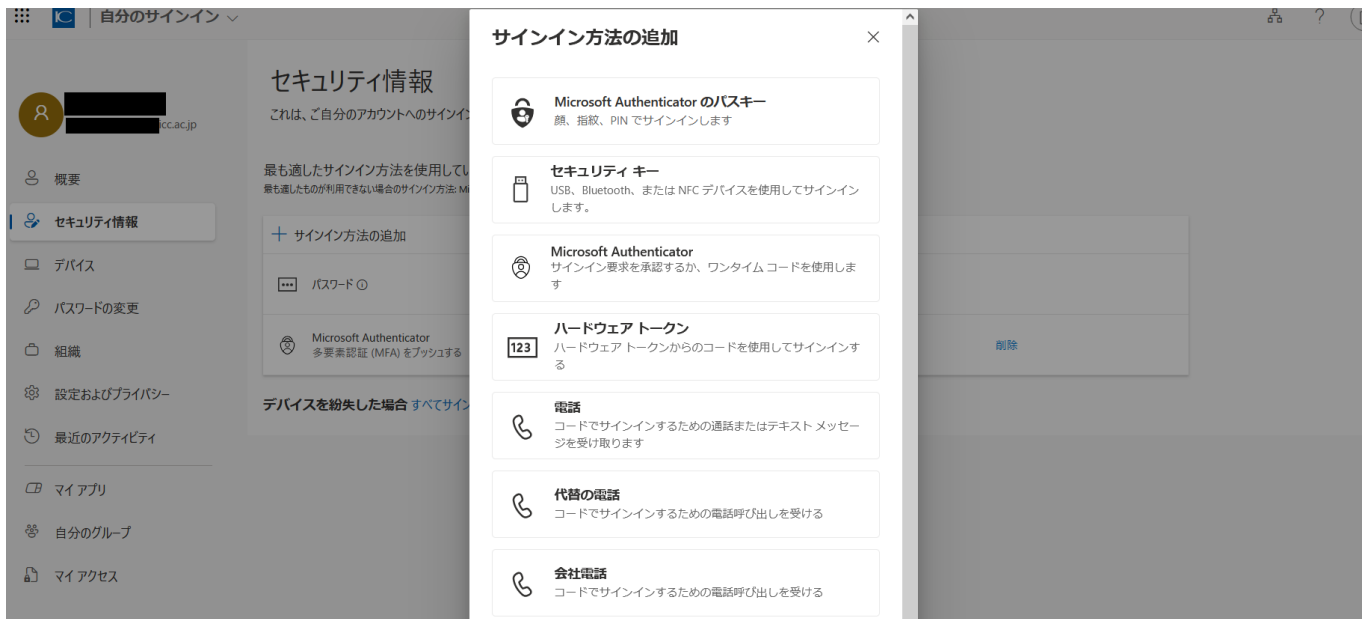 IC 自分のサインイン
A
icc.ac.jp
概要
セキュリティ情報
デバイス
パスワードの変更
組織
設定およびプライバシー
最近のアクティビティ
マイ アプリ
自分のグループ
マイ アクセス
セキュリティ情報
これは、ご自分のアカウントへのサインイ
最も適したサインイン方法を使用してい
最も適したものが利用できない場合のサインイン方法: Mi
+ サインイン方法の追加
パスワード
Microsoft Authenticator
多要素認証 (MFA) をプッシュする
削除
デバイスを紛失した場合 すべてサイン
サインイン方法の追加
Microsoft Authenticator のパスキー
顔、指紋、PIN でサインインします
セキュリティ キー
USB、Bluetooth、または NFC デバイスを使用してサインイン
します。
Microsoft Authenticator
サインイン要求を承認するか、ワンタイム コードを使用しま
す
ハードウェア トークン
123
ハードウェア トークンからのコードを使用してサインインす
る
電話
コードでサインインするための通話またはテキスト メッセー
ジを受け取ります
代替の電話
コードでサインインするための電話呼び出しを受ける
会社電話
コードでサインインするための電話呼び出しを受ける
?